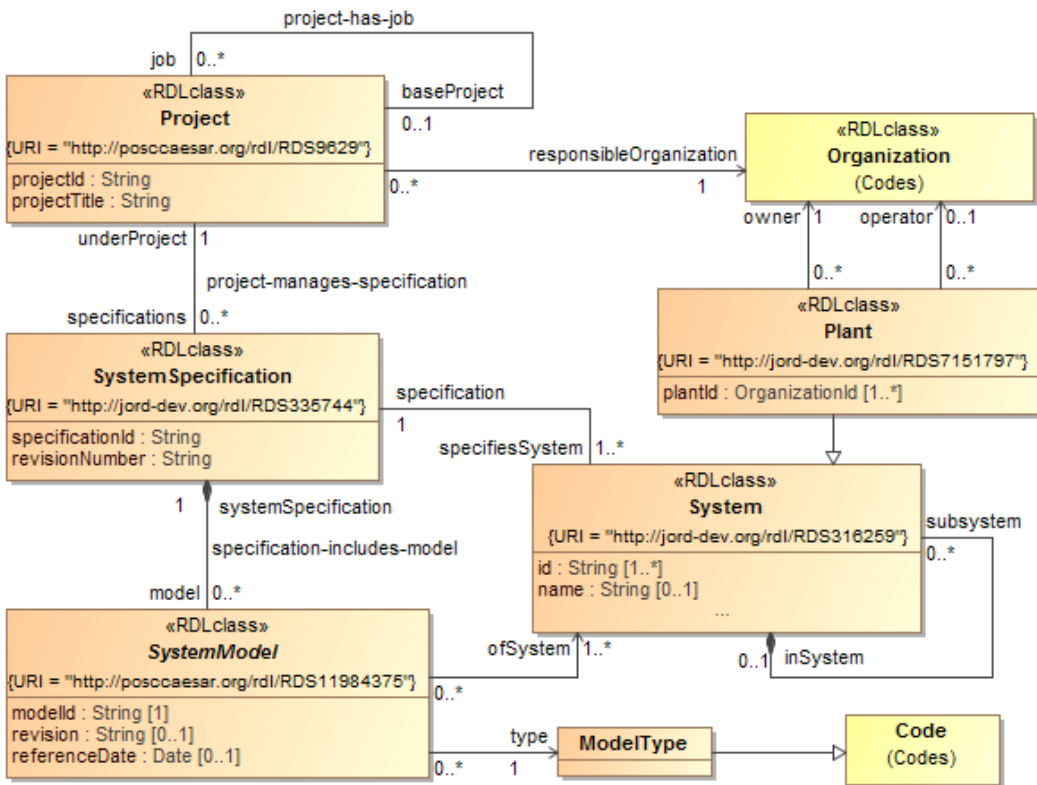 project-has-job
job
0..*
«RDLclass»
Project
{URI = "http://posccaesar.org/rdl/RDS9629"}
projectId : String
projectTitle : String
baseProject
0..1
responsibleOrganization
0..*
1
«RDLclass»
Organization
(Codes)
owner
1
operator
0..1
0..*
0..*
underProject
1
project-manages-specification
specifications
0..*
«RDLclass»
Plant
{URI = "http://jord-dev.org/rdl/RDS7151797"}
plantId : OrganizationId [1..*]
«RDLclass»
SystemSpecification
{URI = "http://jord-dev.org/rdl/RDS335744"}
specificationId : String
revisionNumber : String
specification
1
specifiesSystem
1..*
«RDLclass»
System
{URI = "http://jord-dev.org/rdl/RDS316259"}
id : String [1..*]
name : String [0..1]
...
subsystem
0..*
1
systemSpecification
specification-includes-model
model
0..*
ofSystem
1..*
0..1
inSystem
«RDLclass»
SystemModel
{URI = "http://posccaesar.org/rdl/RDS11984375"}
modelId : String [1]
revision : String [0..1]
referenceDate : Date [0..1]
0..*
type
0..*
1
ModelType
Code
(Codes)